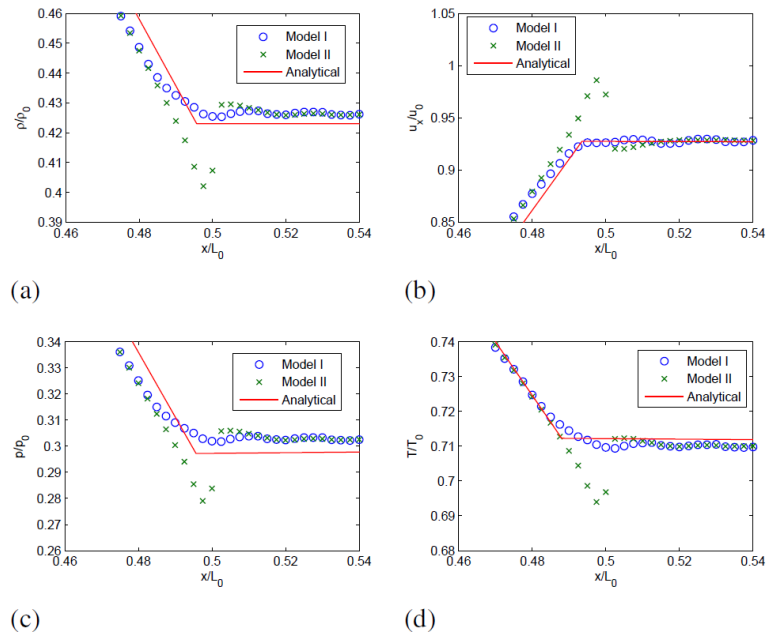 0.46
0.45
0.44
0.43
0.42
0.41
0.4
0.39
0.46 0.48 0.5 0.52 0.54
x/L0
ρ/ρ0
Model I
Model II
Analytical
(a)
1.05
1
0.95
0.9
0.85
0.46 0.48 0.5 0.52 0.54
x/L0
ux/u0
Model I
Model II
Analytical
(b)
0.34
0.33
0.32
0.31
0.3
0.29
0.28
0.27
0.26
0.46 0.48 0.5 0.52 0.54
x/L0
p/p0
Model I
Model II
Analytical
(c)
0.74
0.73
0.72
0.71
0.7
0.69
0.68
0.46 0.48 0.5 0.52 0.54
x/L0
T/T0
Model I
Model II
Analytical
(d)